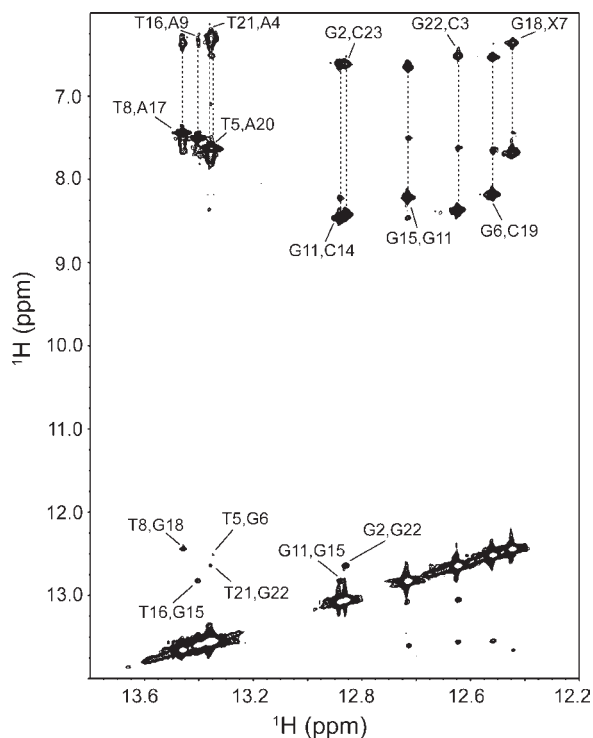 T16,A9
T21,A4
G2,C23
G22,C3
G18,X7
6.0
7.0
T8,A17
T5,A20
8.0
G11,C14
G15,G11
G6,C19
9.0
¹H (ppm)
10.0
11.0
12.0
T8,G18
T5,G6
G11,G15
G2,G22
13.0
T16,G15
T21,G22
13.6
13.2
12.8
12.6
12.2
¹H (ppm)